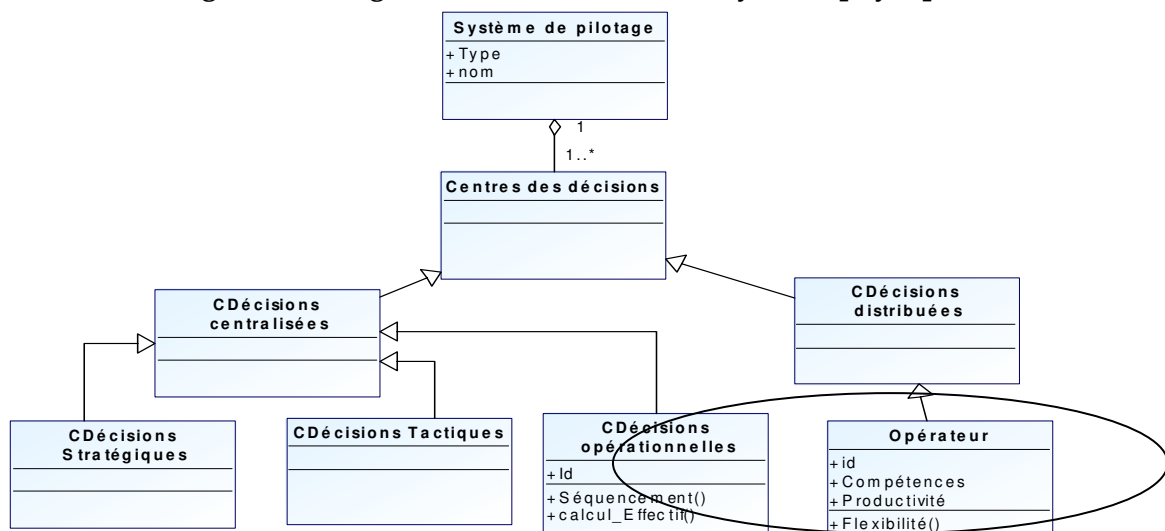 Système de pilotage
+ Type
+ nom
1
1..*
Centres des décisions
CDécisions
centralisées
CDécisions
distribuées
CDécisions
Stratégiques
CDécisions Tactiques
CDécisions
opérationnelles
+ Id
+ Séquencement()
+ calcul_Effectif()
Opérateur
+ id
+ Compétences
+ Productivité
+ Flexibilité()